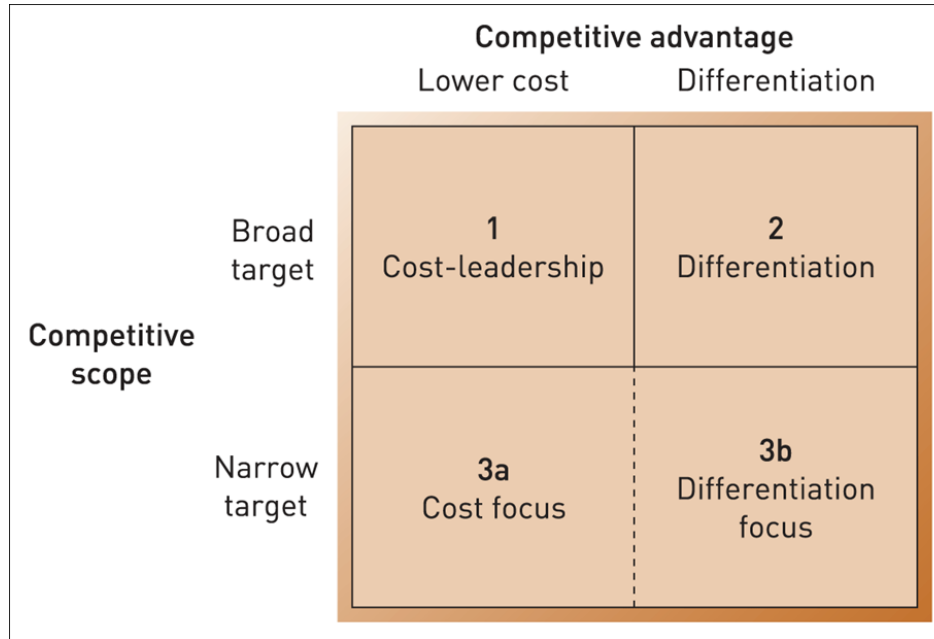 Competitive advantage
Lower cost
Differentiation
Broad
target
1
Cost-leadership
2
Differentiation
Competitive
scope
Narrow
target
3a
Cost focus
3b
Differentiation
focus